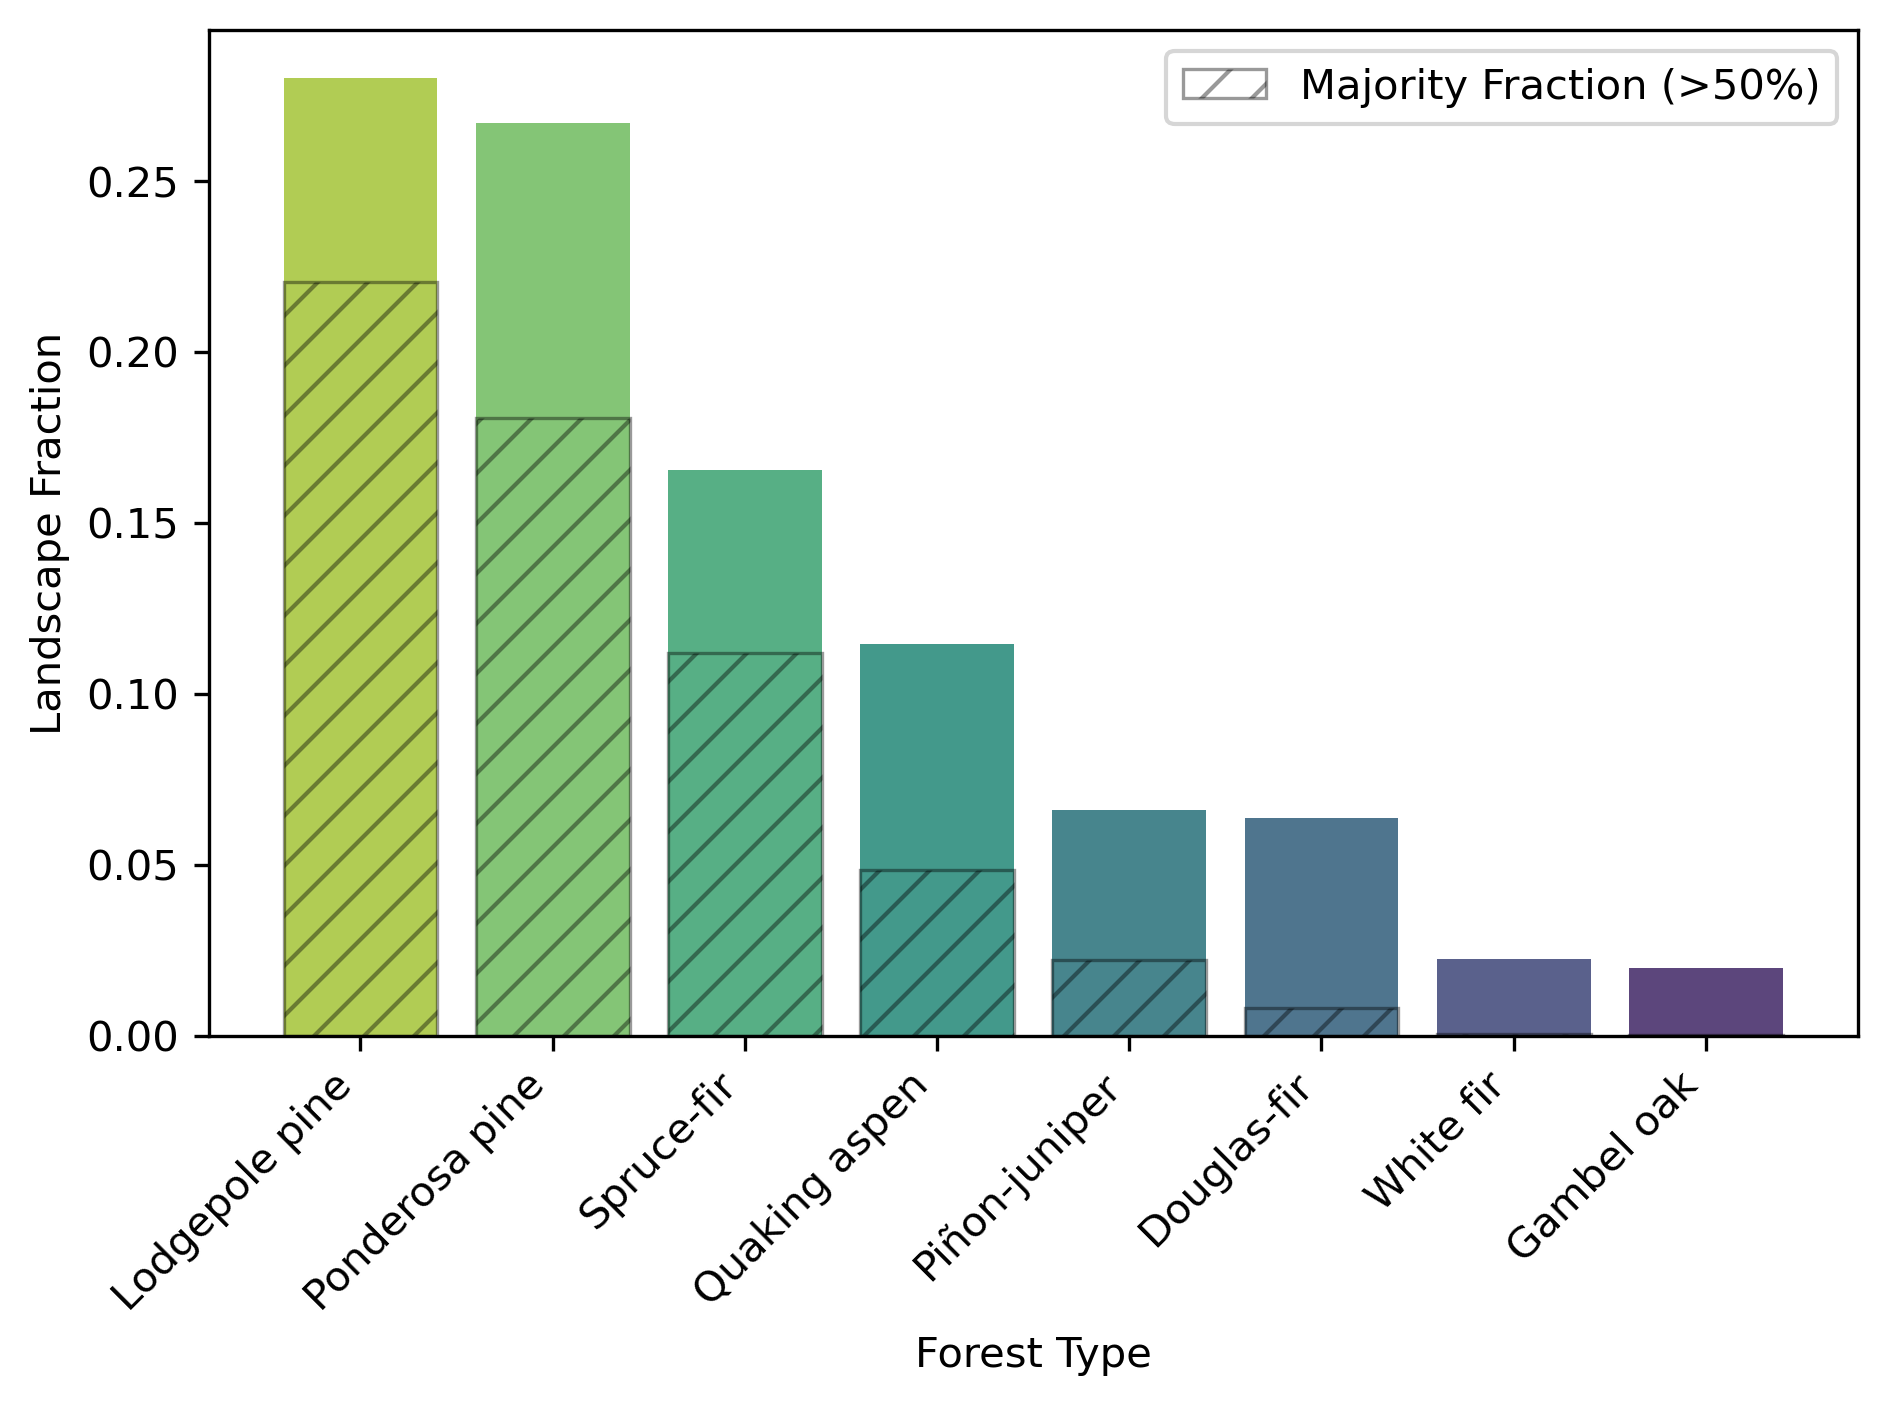 Majority Fraction (>50%)
0.25
0.20
0.15
0.10
0.05
0.00
Landscape Fraction
Lodgepole pine
Ponderosa pine
Spruce-fir
Quaking aspen
Piñon-juniper
Douglas-fir
White fir
Gambel oak
Forest Type